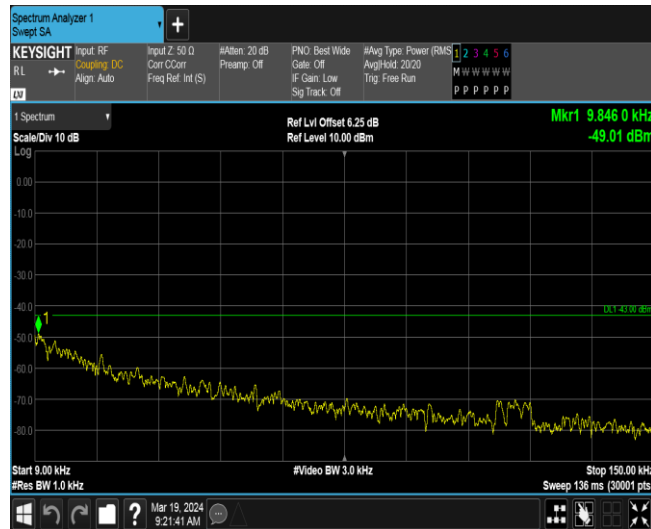 Spectrum Analyzer 1
Swept SA
+
KEYSIGHT
RL
LXI
Input: RF
Coupling: DC
Align: Auto
Input Z: 50 Ω
Corr CCorr
Freq Ref: Int (S)
#Atten: 20 dB
Preamp: Off
PNO: Best Wide
Gate: Off
IF Gain: Low
Sig Track: Off
#Avg Type: Power (RMS
Avg|Hold: 20/20
Trig: Free Run
1 2 3 4 5 6
M W W W W W
P P P P P P
1 Spectrum
Scale/Div 10 dB
Log
Ref Lvl Offset 6.25 dB
Ref Level 10.00 dBm
Mkr1 9.846 0 kHz
-49.01 dBm
0.00
-10.0
-20.0
-30.0
-40.0
DL1 -43.00 dBm
1
-50.0
-60.0
-70.0
-80.0
Start 9.00 kHz
#Video BW 3.0 kHz
Stop 150.00 kHz
#Res BW 1.0 kHz
Sweep 136 ms (30001 pts
?
Mar 19, 2024
9:21:41 AM